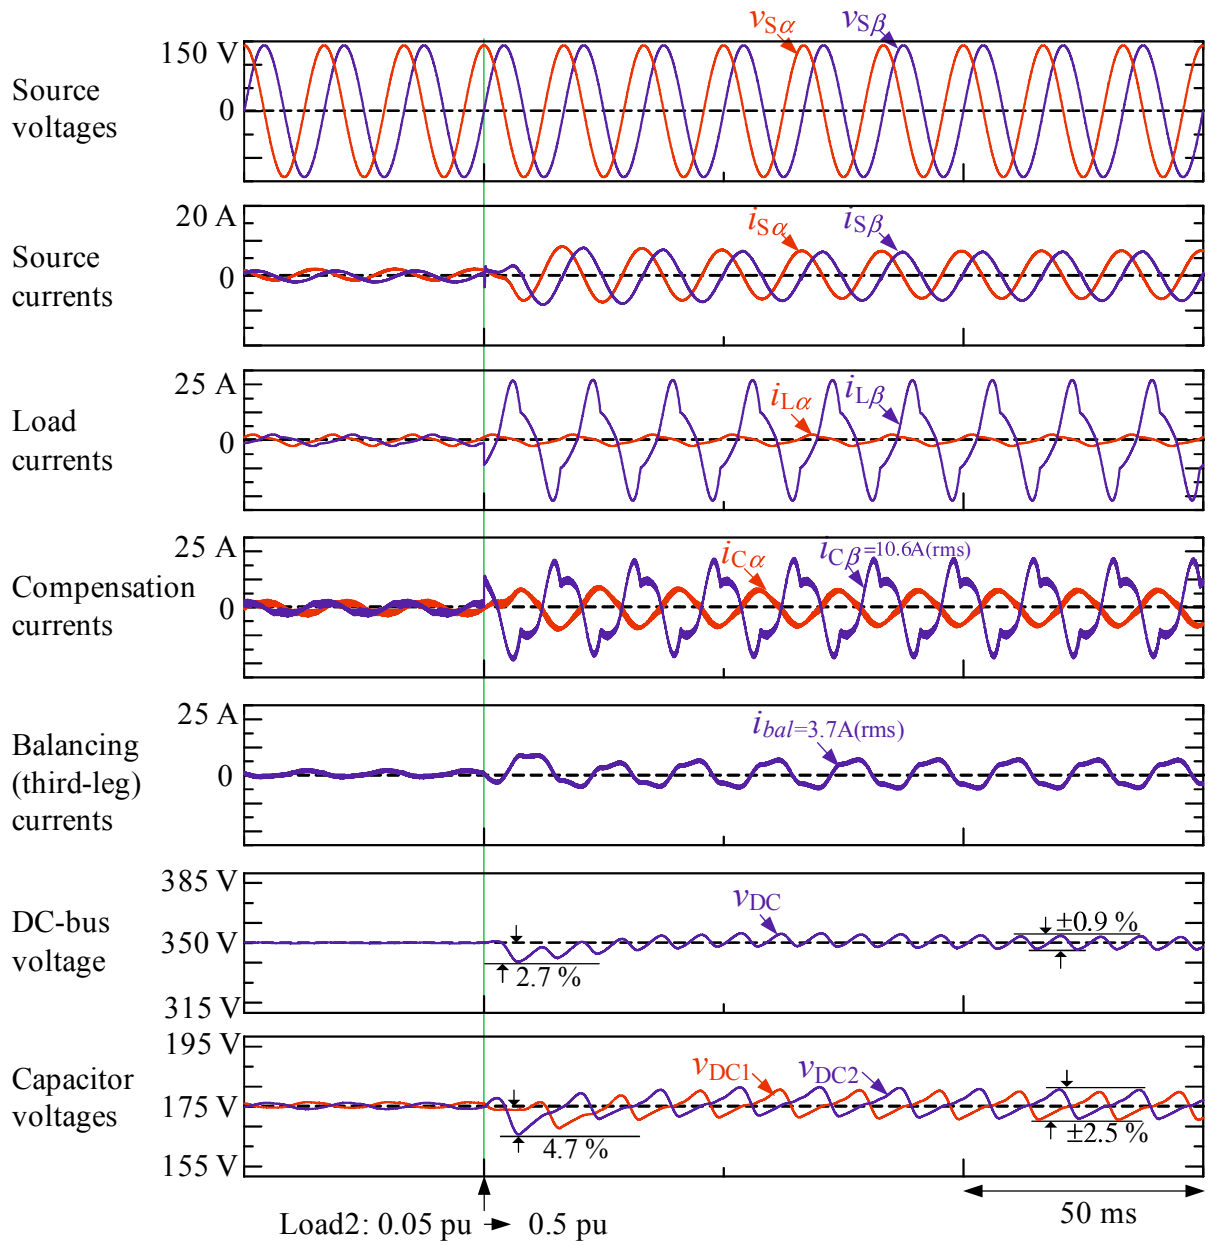 vSα vSβ
150 V
Source
voltages
0
20 A
iSα iSβ
Source
currents
0
25 A
iLα iLβ
Load
currents
0
25 A
iCα iCβ=10.6A(rms)
Compensation
currents
0
25 A
ibal=3.7A(rms)
Balancing
(third-leg)
currents
0
385 V
vDC
DC-bus
voltage
350 V
±0.9 %
2.7 %
315 V
195 V
vDC1 vDC2
Capacitor
voltages
175 V
4.7 %
±2.5 %
155 V
50 ms
Load2: 0.05 pu → 0.5 pu